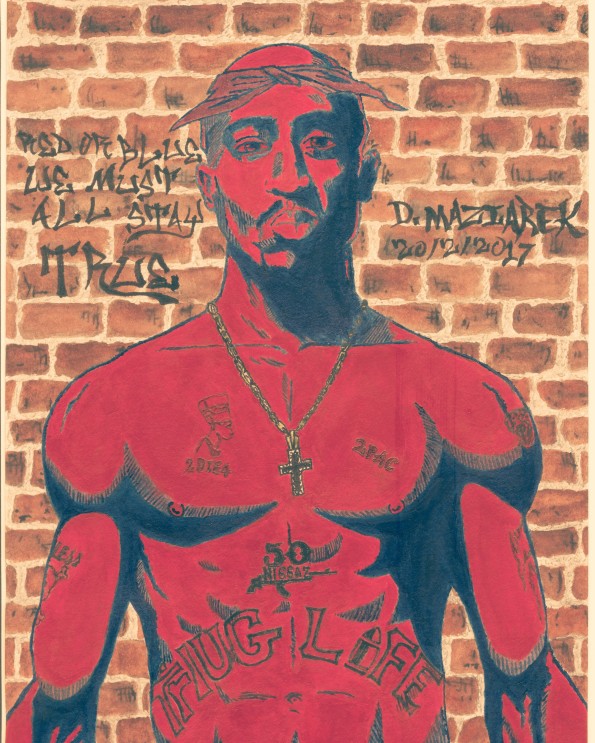 RED OR BLUE
WE MUST
ALL STAY
TRUE
D. MAZIAREK
20/2/2017
2DIE4
2PAC
50
NIGGAZ
THUG LIFE